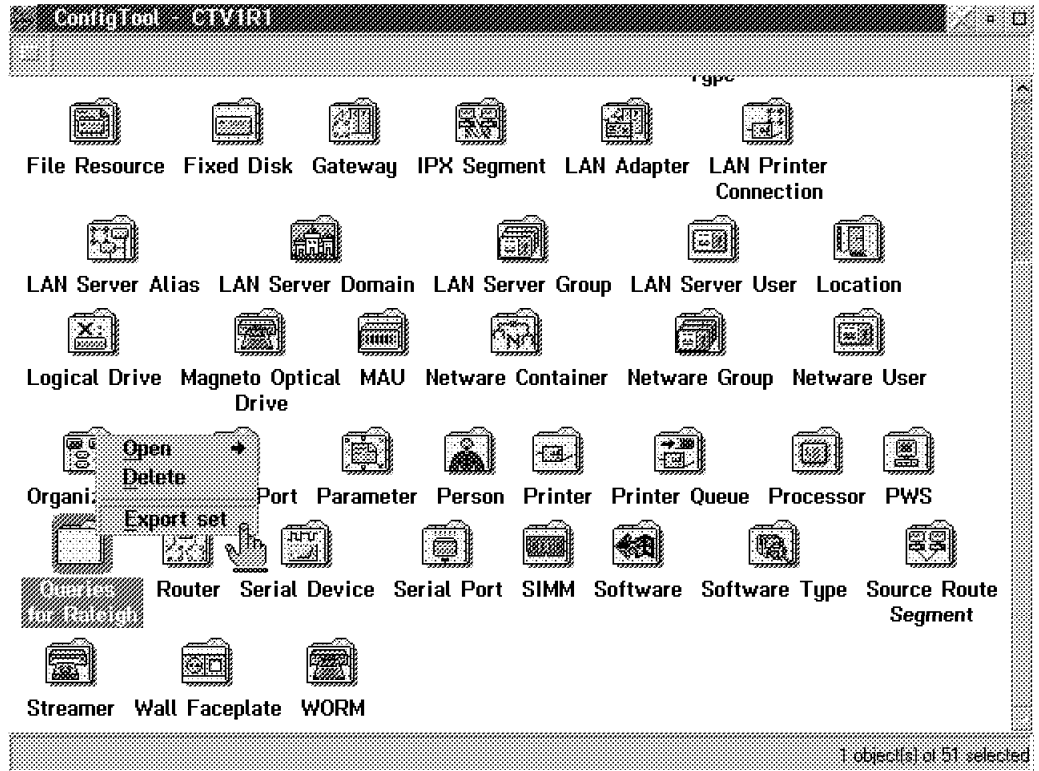 ConfigTool - CTV1R1
Type
File Resource Fixed Disk Gateway IPX Segment LAN Adapter LAN Printer Connection
LAN Server Alias LAN Server Domain LAN Server Group LAN Server User Location
Logical Drive Magneto Optical Drive MAU Netware Container Netware Group Netware User
Open
Delete
Export set
Organi. Port Parameter Person Printer Printer Queue Processor PWS
Queries for Raleigh Router Serial Device Serial Port SIMM Software Software Type Source Route Segment
Streamer Wall Faceplate WORM
1 object(s) of 51 selected